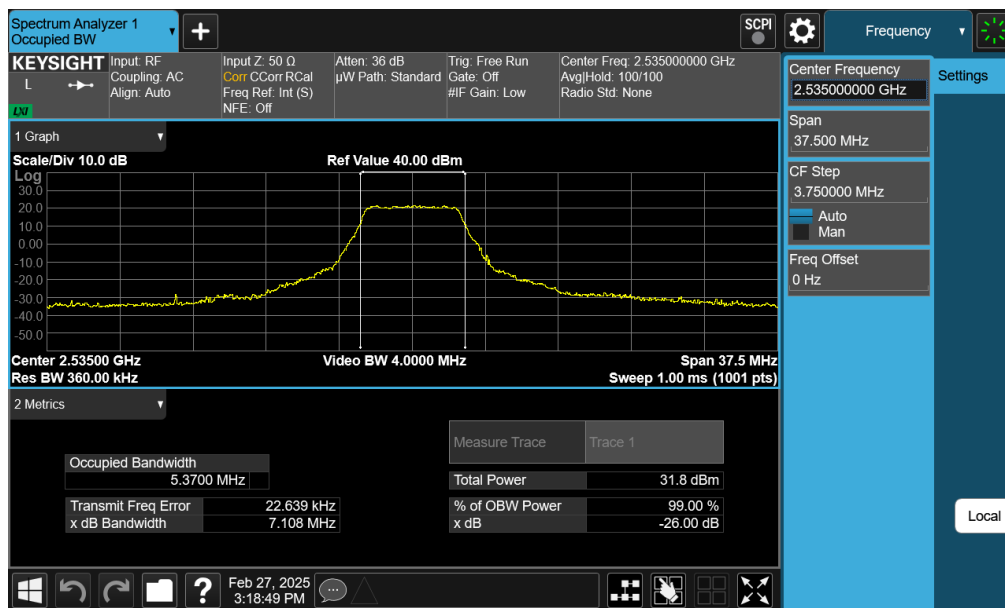 Spectrum Analyzer 1
Occupied BW
+
SCPI
Frequency
KEYSIGHT
L
LXI
Input: RF
Coupling: AC
Align: Auto
Input Z: 50 Ω
Corr CCorr RCal
Freq Ref: Int (S)
NFE: Off
Atten: 36 dB
µW Path: Standard
Trig: Free Run
Gate: Off
#IF Gain: Low
Center Freq: 2.535000000 GHz
Avg|Hold: 100/100
Radio Std: None
Center Frequency
2.535000000 GHz
Settings
Span
37.500 MHz
CF Step
3.750000 MHz
Auto
Man
Freq Offset
0 Hz
Local
1 Graph
Scale/Div 10.0 dB
Ref Value 40.00 dBm
Log
30.0
20.0
10.0
0.00
-10.0
-20.0
-30.0
-40.0
-50.0
Center 2.53500 GHz
Video BW 4.0000 MHz
Span 37.5 MHz
Res BW 360.00 kHz
Sweep 1.00 ms (1001 pts)
2 Metrics
Measure Trace
Trace 1
Occupied Bandwidth
5.3700 MHz
Total Power
31.8 dBm
Transmit Freq Error
22.639 kHz
% of OBW Power
99.00 %
x dB Bandwidth
7.108 MHz
x dB
-26.00 dB
?
Feb 27, 2025
3:18:49 PM